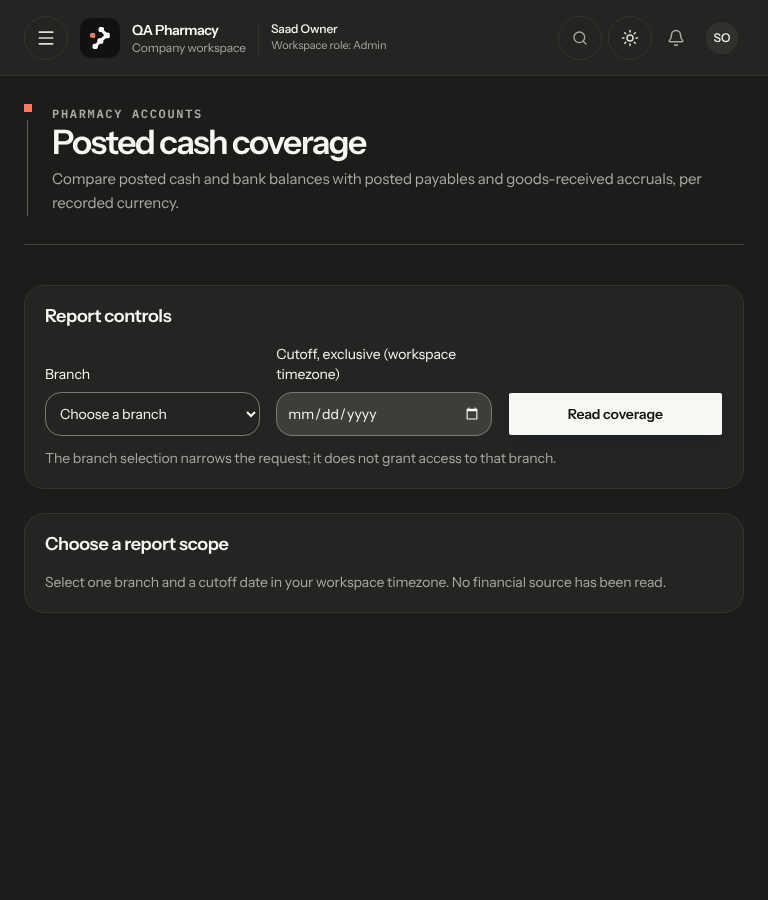 QA Pharmacy
Company workspace
Saad Owner
Workspace role: Admin
SO
PHARMACY ACCOUNTS
Posted cash coverage
Compare posted cash and bank balances with posted payables and goods-received accruals, per
recorded currency.
Report controls
Branch
Cutoff, exclusive (workspace
timezone)
Choose a branch
mm/dd/yyyy
Read coverage
The branch selection narrows the request; it does not grant access to that branch.
Choose a report scope
Select one branch and a cutoff date in your workspace timezone. No financial source has been read.